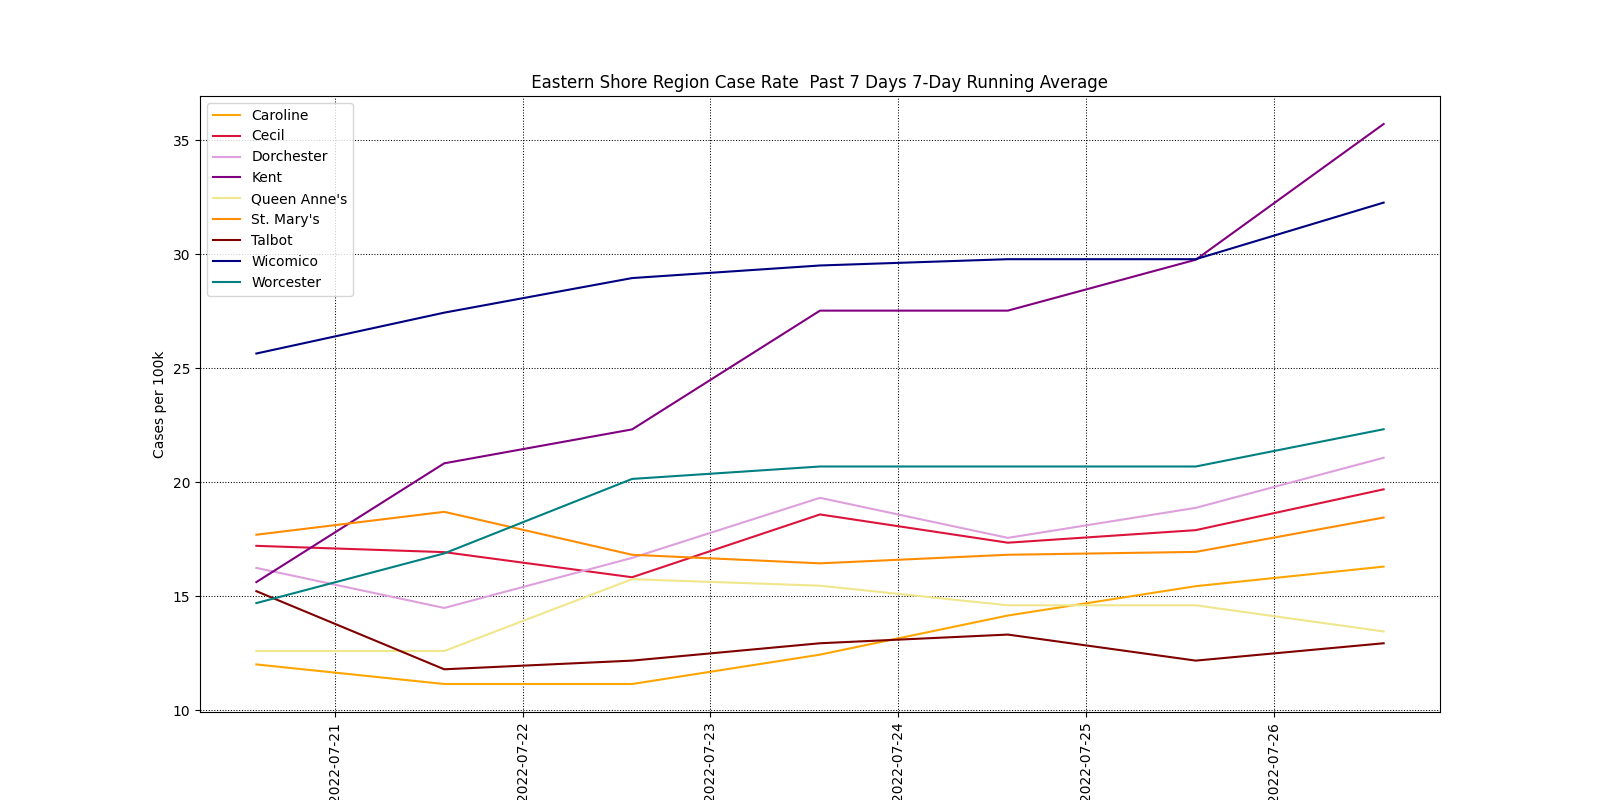 Eastern Shore Region Case Rate  Past 7 Days 7-Day Running Average
Caroline
Cecil
Dorchester
Kent
Queen Anne's
St. Mary's
Talbot
Wicomico
Worcester
Cases per 100k
35
30
25
20
15
10
2022-07-21
2022-07-22
2022-07-23
2022-07-24
2022-07-25
2022-07-26